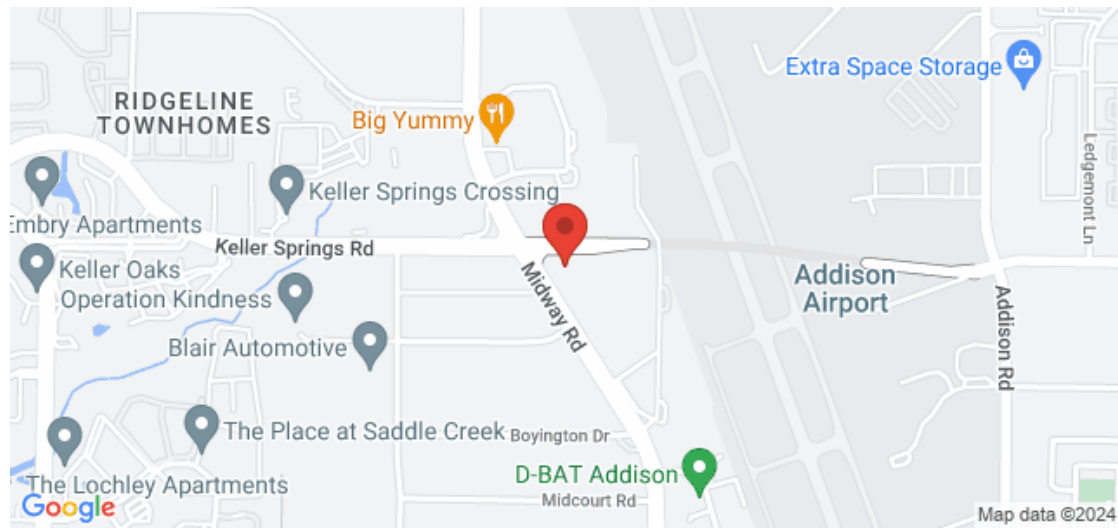 Extra Space Storage
RIDGELINE
TOWNHOMES
Big Yummy
Ledgemont Ln
Keller Springs Crossing
Embry Apartments
Keller Springs Rd
Keller Oaks
Operation Kindness
Midway Rd
Addison
Airport
Addison Rd
Blair Automotive
The Place at Saddle Creek
Boyington Dr
D-BAT Addison
The Lochley Apartments
Midcourt Rd
Google
Map data ©2024